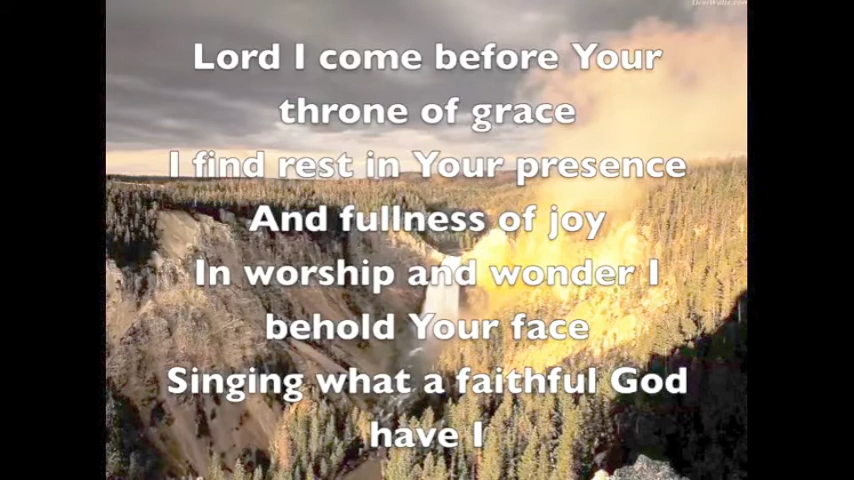 Lord I come before Your
throne of grace
I find rest in Your presence
And fullness of joy
In worship and wonder I
behold Your face
Singing what a faithful God
have I